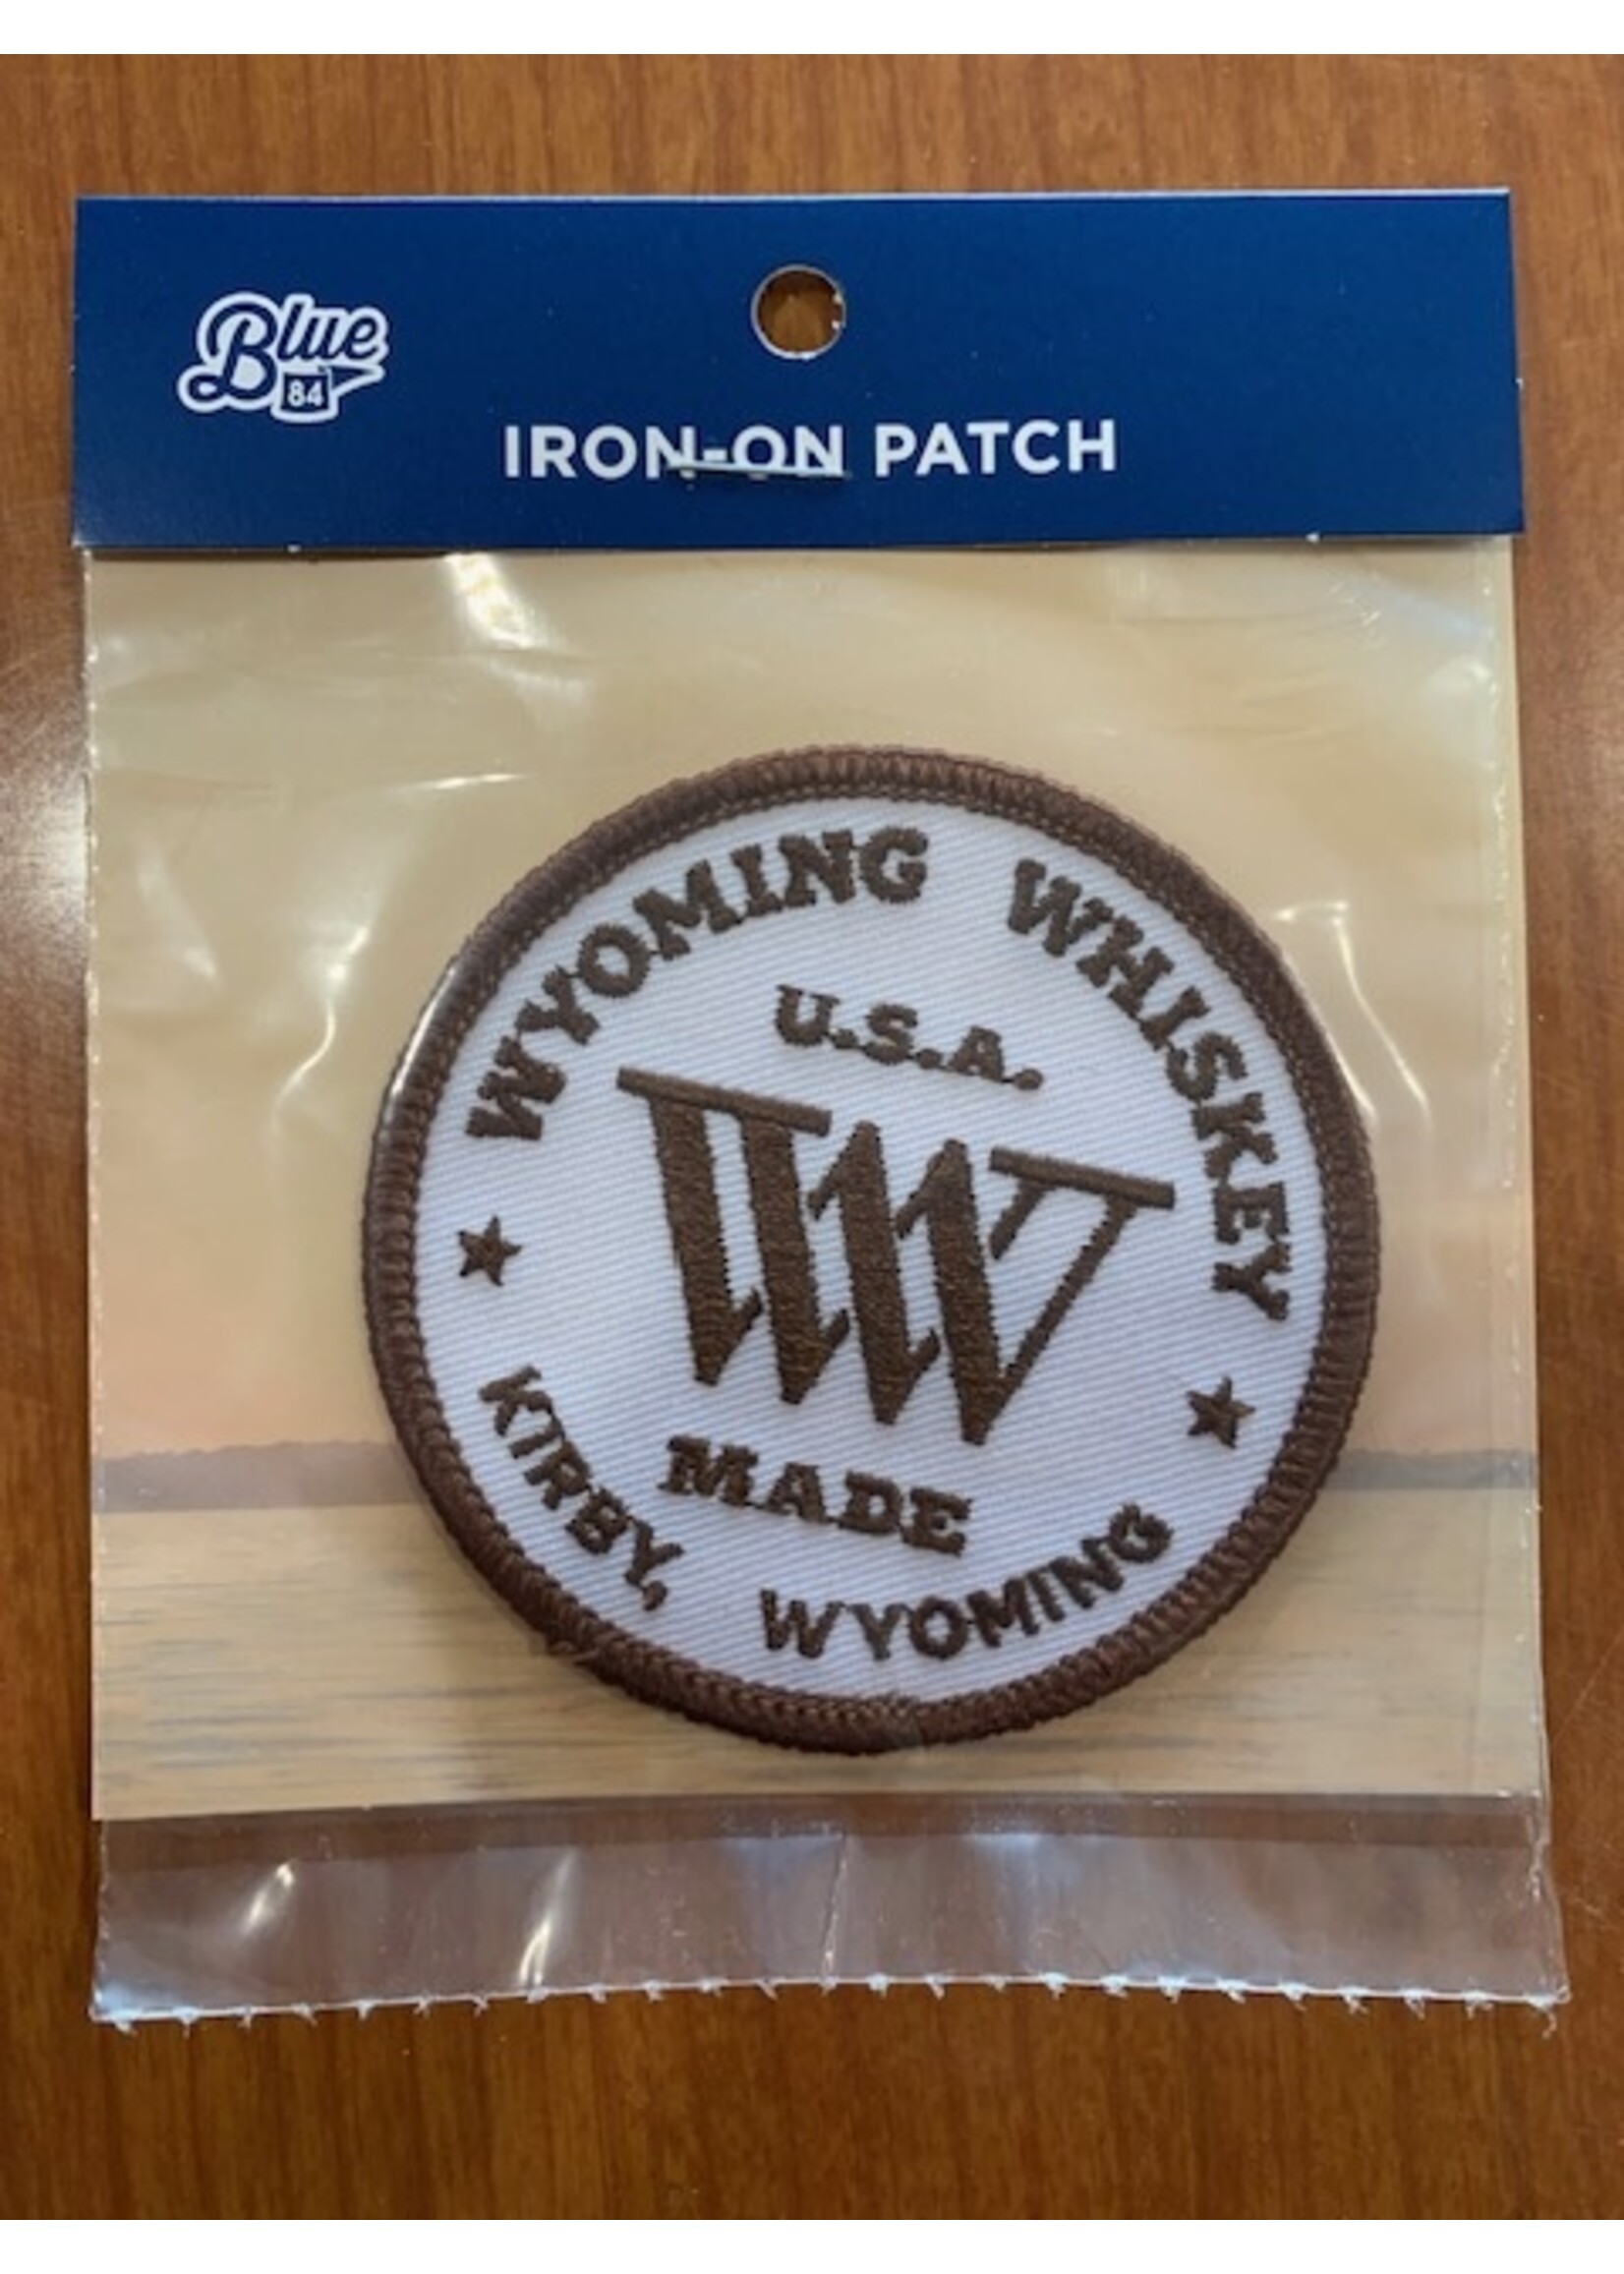 Blue
84
IRON-ON PATCH
WYOMING WHISKEY
U.S.A.
WW
MADE
KIRBY, WYOMING